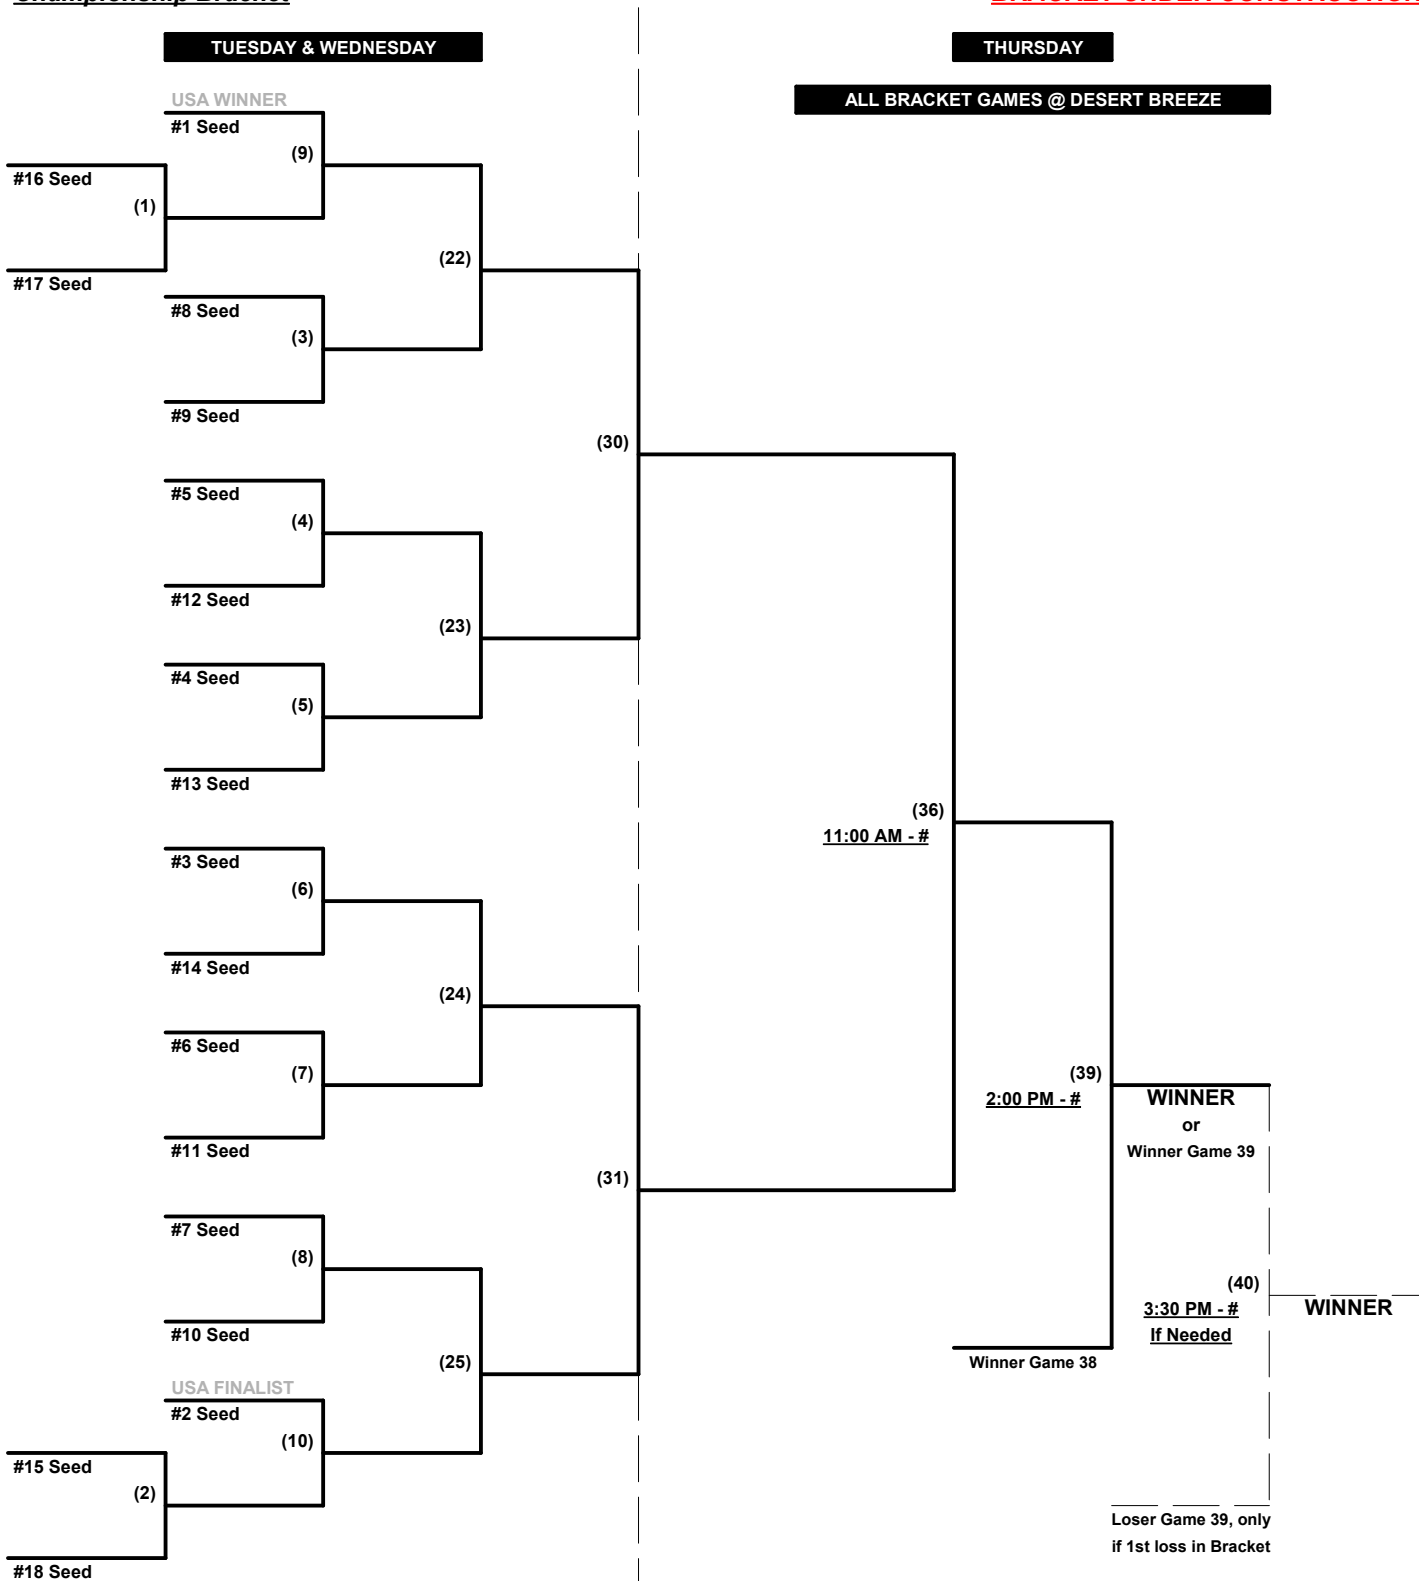 Championship Bracket
BRACKET UNDER CONSTRUCTION
TUESDAY & WEDNESDAY
THURSDAY
ALL BRACKET GAMES @ DESERT BREEZE
USA WINNER
#1 Seed
(9)
#16 Seed
(1)
#17 Seed
(22)
#8 Seed
(3)
#9 Seed
(30)
#5 Seed
(4)
#12 Seed
(23)
#4 Seed
(5)
#13 Seed
(36)
11:00 AM - #
#3 Seed
(6)
#14 Seed
(24)
#6 Seed
(7)
#11 Seed
(39)
2:00 PM - #
WINNER
or
Winner Game 39
(31)
#7 Seed
(8)
#10 Seed
(40)
3:30 PM - #
If Needed
WINNER
(25)
Winner Game 38
USA FINALIST
#2 Seed
(10)
#15 Seed
(2)
#18 Seed
Loser Game 39, only
if 1st loss in Bracket